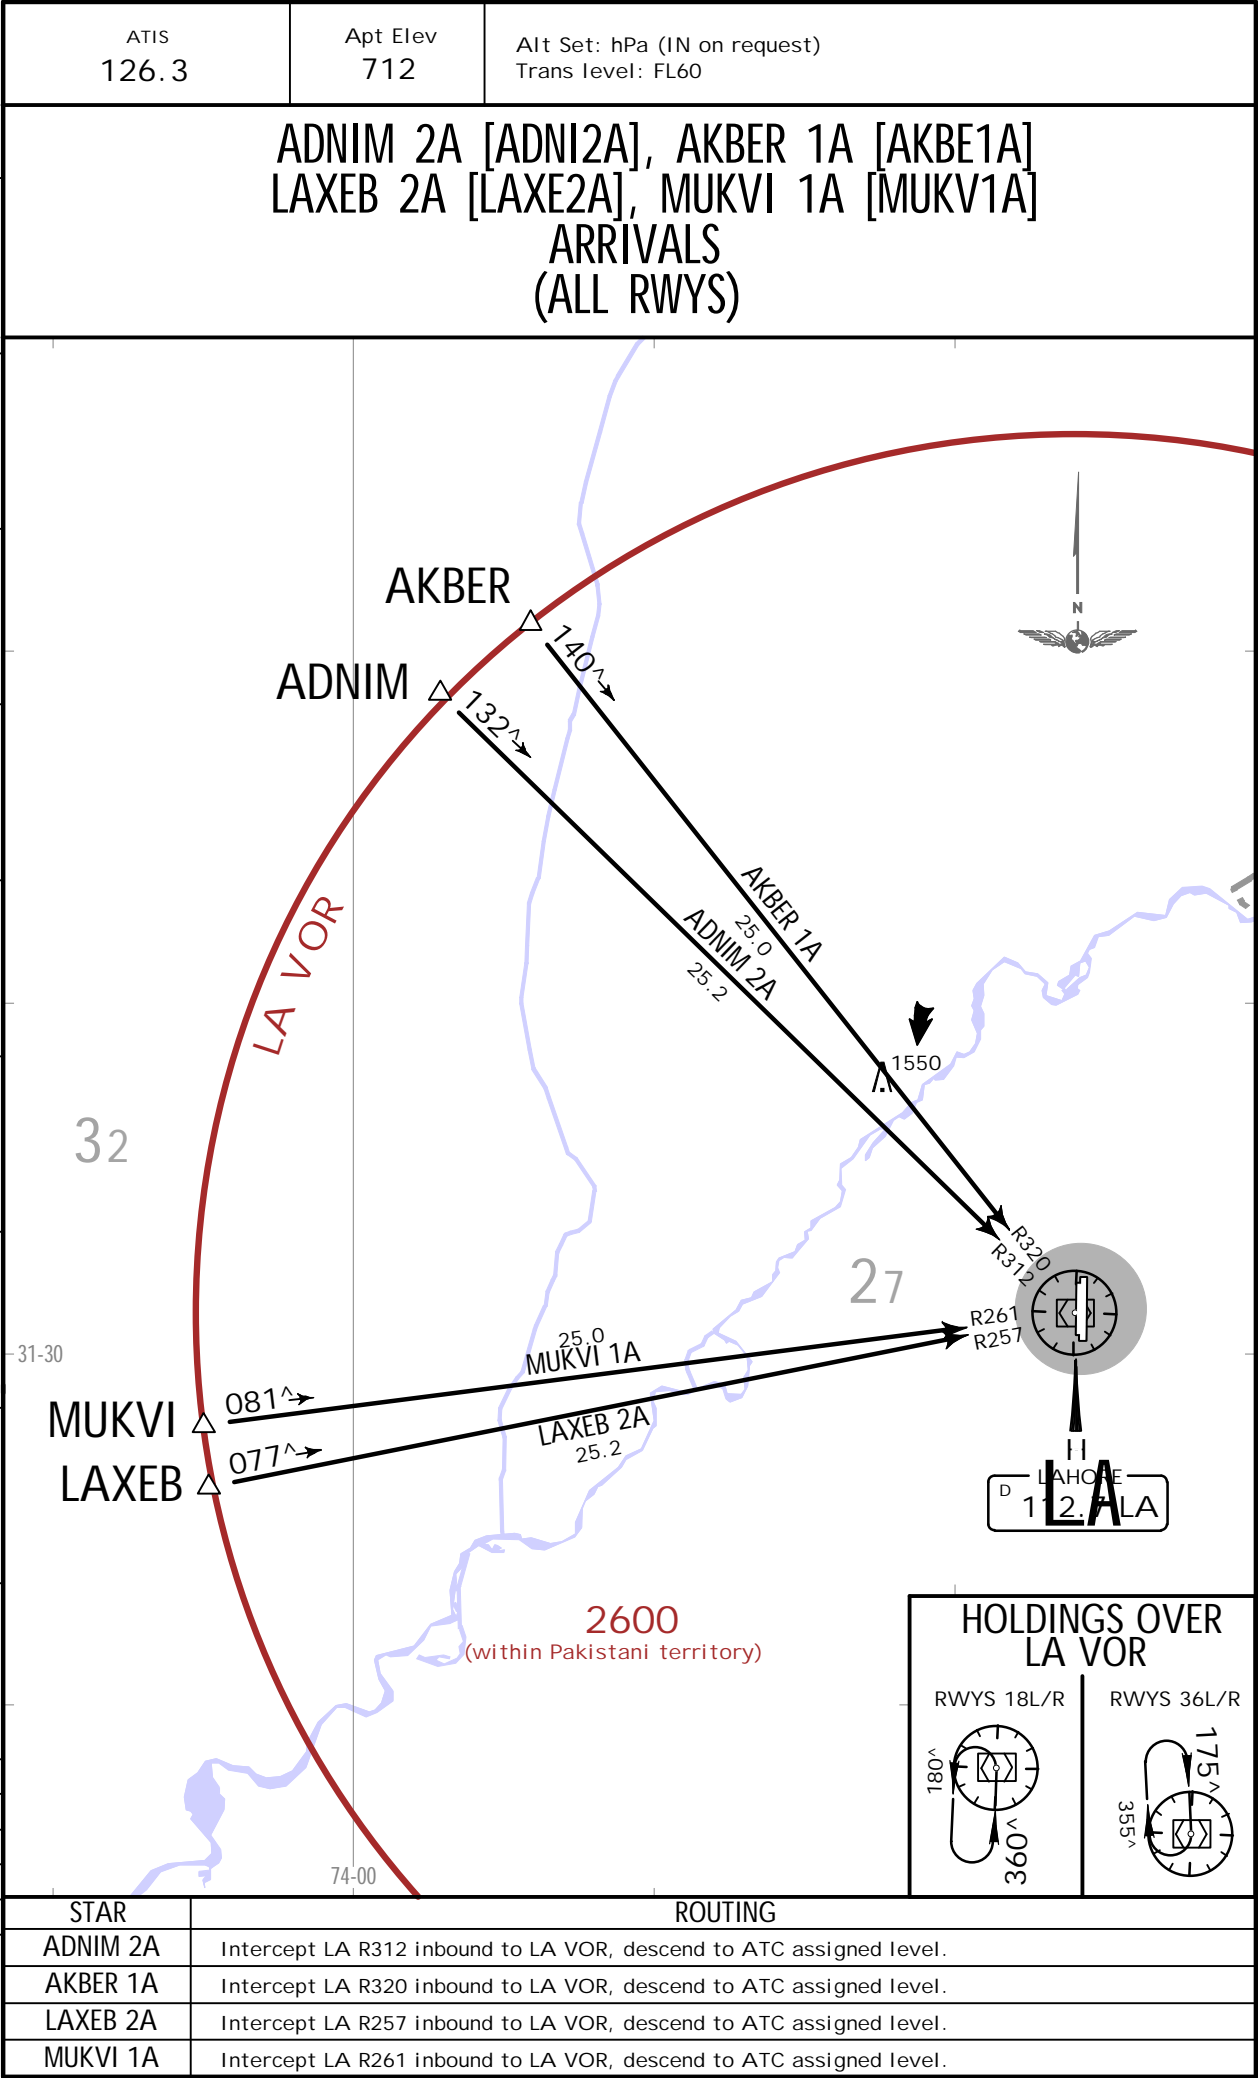 ATIS
126.3
Apt Elev
712
Alt Set: hPa (IN on request)
Trans level: FL60
ADNIM 2A [ADNI2A], AKBER 1A [AKBE1A]
LAXEB 2A [LAXE2A], MUKVI 1A [MUKV1A]
ARRIVALS
(ALL RWYS)
AKBER
140^
ADNIM
132^
N
LA VOR
AKBER 1A
25.0
ADNIM 2A
25.2
1550
32
27
R320
R312
R261
R257
31-30
25.0
MUKVI 1A
MUKVI
081^
LAXEB 2A
25.2
LAXEB
077^
LAHORE
D 112.7 LA
LA
2600
(within Pakistani territory)
74-00
HOLDINGS OVER
LA VOR
RWYS 18L/R
180^
360^
RWYS 36L/R
175^
355^
STAR
ROUTING
ADNIM 2A
Intercept LA R312 inbound to LA VOR, descend to ATC assigned level.
AKBER 1A
Intercept LA R320 inbound to LA VOR, descend to ATC assigned level.
LAXEB 2A
Intercept LA R257 inbound to LA VOR, descend to ATC assigned level.
MUKVI 1A
Intercept LA R261 inbound to LA VOR, descend to ATC assigned level.